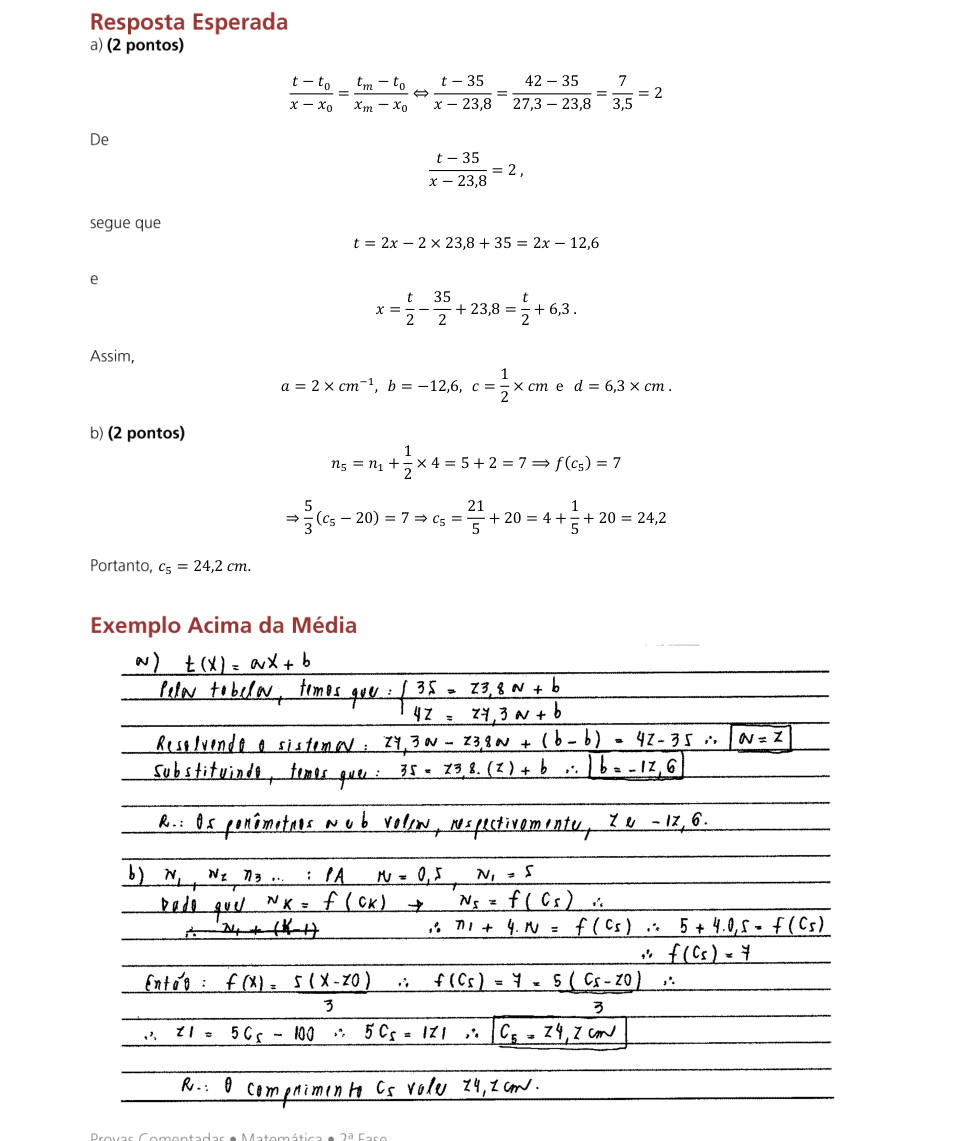 Resposta Esperada
a) (2 pontos)
(t − t₀)/(x − x₀) = (tₘ − t₀)/(xₘ − x₀) ⇔ (t − 35)/(x − 23,8) = (42 − 35)/(27,3 − 23,8) = 7/3,5 = 2
De
(t − 35)/(x − 23,8) = 2 ,
segue que
t = 2x − 2 × 23,8 + 35 = 2x − 12,6
e
x = t/2 − 35/2 + 23,8 = t/2 + 6,3 .
Assim,
a = 2 × cm⁻¹, b = −12,6, c = 1/2 × cm e d = 6,3 × cm .
b) (2 pontos)
n₅ = n₁ + 1/2 × 4 = 5 + 2 = 7 ⟹ f(c₅) = 7
⇒ 5/3 (c₅ − 20) = 7 ⇒ c₅ = 21/5 + 20 = 4 + 1/5 + 20 = 24,2
Portanto, c₅ = 24,2 cm.
Exemplo Acima da Média
a) t(x) = ax + b
Pela tabela, temos que: { 35 = 23,8a + b
42 = 27,3a + b
Resolvendo o sistema: 27,3a − 23,8a + (b − b) = 42 − 35 ∴ a = 2
Substituindo, temos que: 35 = 23,8.(2) + b ∴ b = −12,6
R.: Os parâmetros a e b valem, respectivamente, 2 e −12,6.
b) n₁, n₂, n₃ ... : PA r = 0,5, n₁ = 5
Dado que nK = f(cK) → n₅ = f(c₅) ∴
∴ n₁ + (K−1) ∴ n₁ + 4.r = f(c₅) ∴ 5 + 4.0,5 = f(c₅)
∴ f(c₅) = 7
Então: f(x) = 5(x−20)/3 ∴ f(c₅) = 7 = 5(c₅−20)/3 ∴
∴ 21 = 5c₅ − 100 ∴ 5c₅ = 121 ∴ c₅ = 24,2 cm
R.: O comprimento c₅ vale 24,2 cm.
Provas Comentadas • Matemática • 2ª Fase